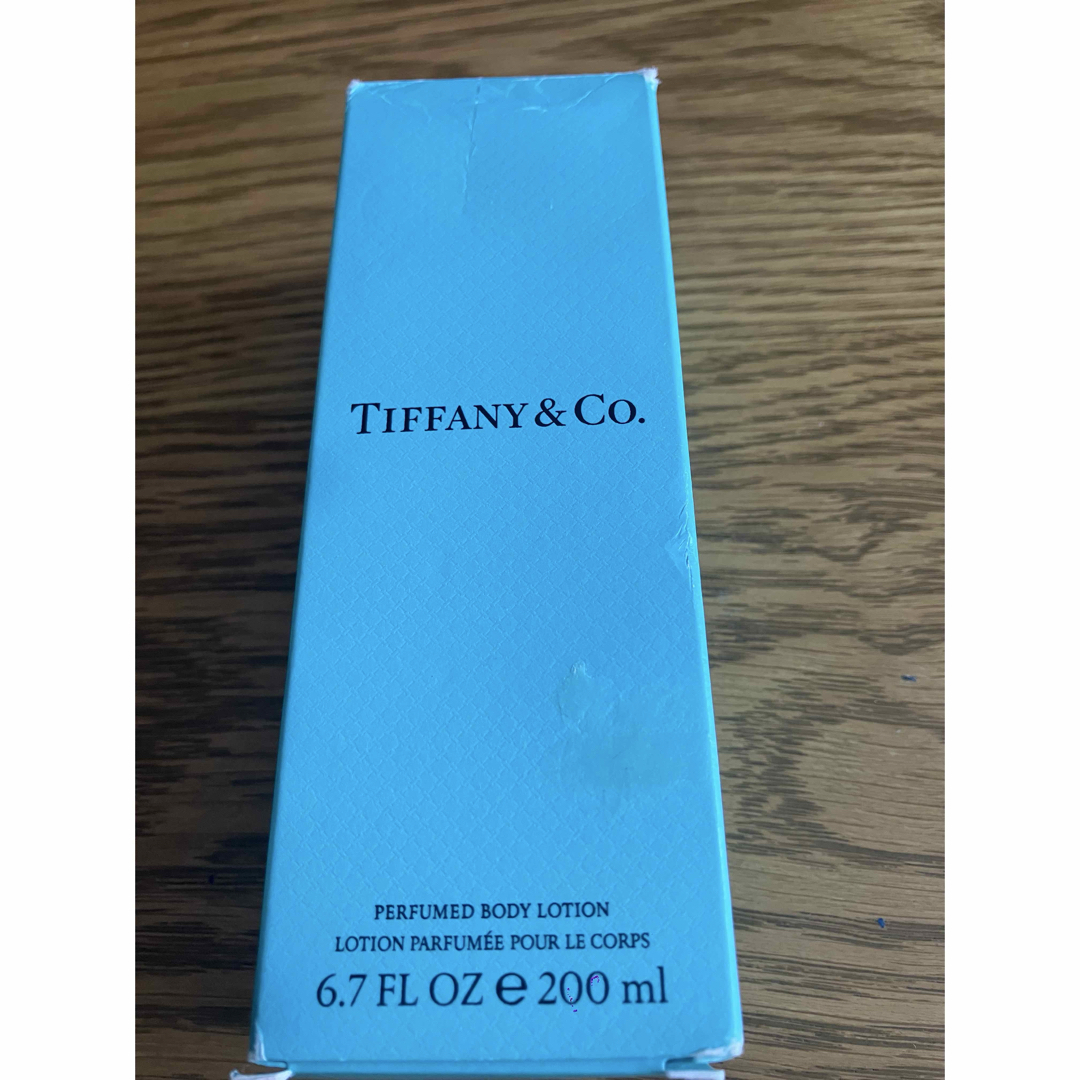 TIFFANY & CO.
PERFUMED BODY LOTION
LOTION PARFUMÉE POUR LE CORPS
6.7 FL OZ e 200 ml